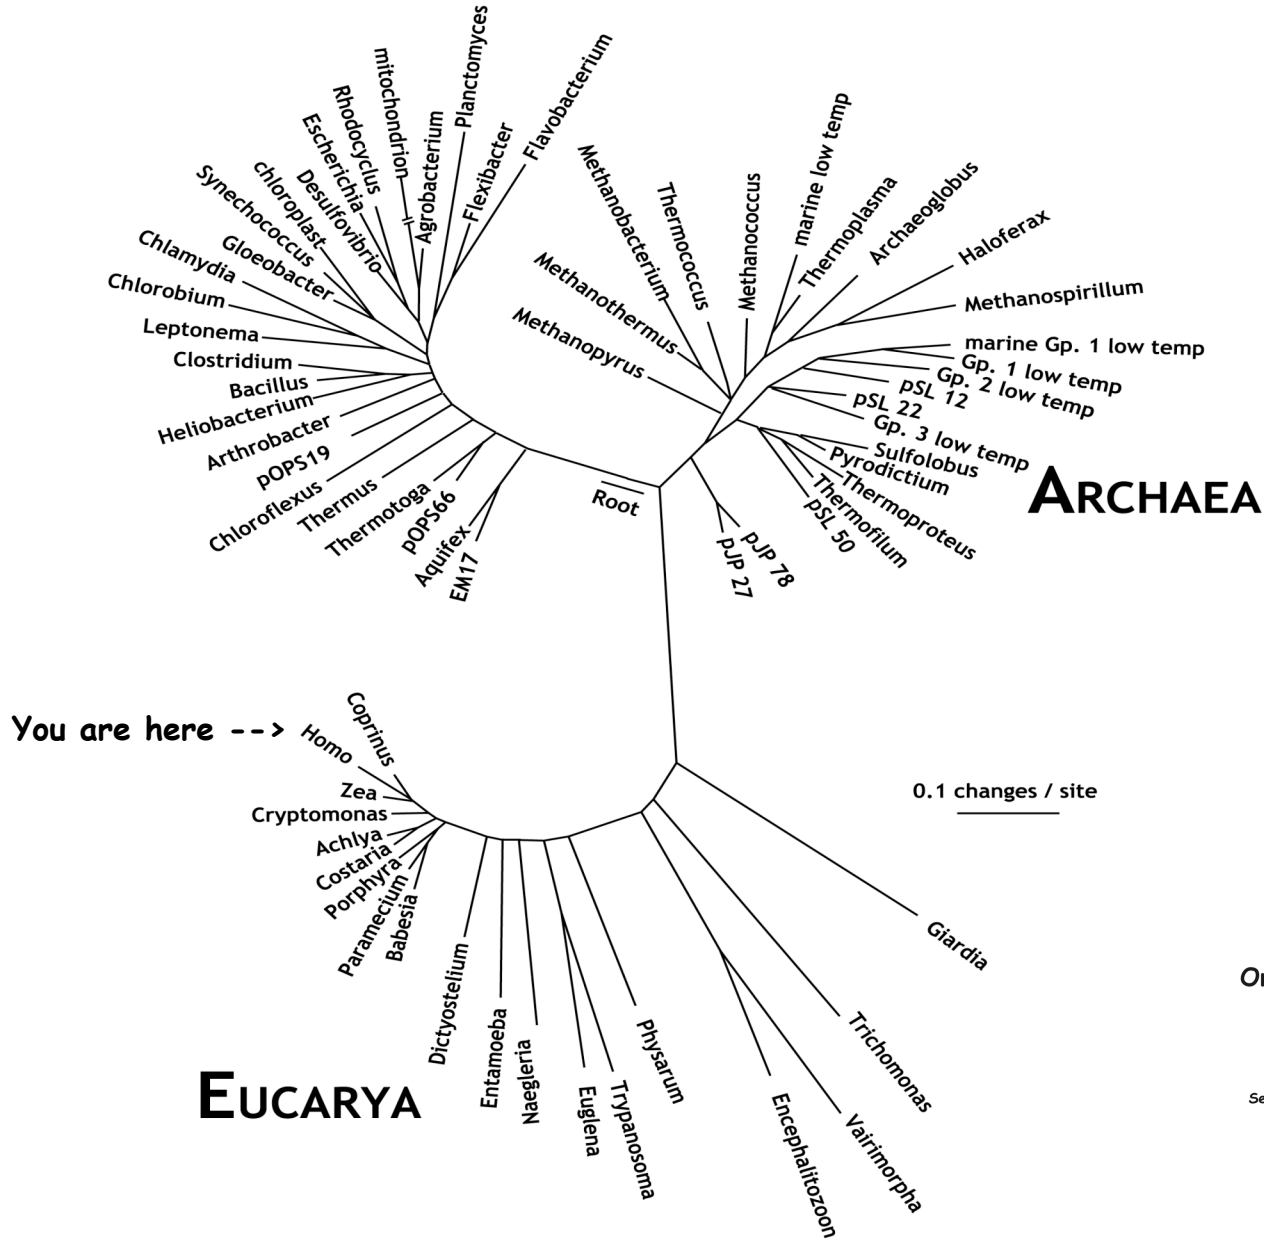 Planctomyces
Flavobacterium
mitochondrion
Rhodocyclus
Escherichia
Desulfovibrio
Agrobacterium
Flexibacter
chloroplast
Synechococcus
Gloeobacter
Chlamydia
Chlorobium
Leptonema
Clostridium
Bacillus
Heliobacterium
Arthrobacter
pOPS19
Chloroflexus
Thermus
Thermotoga
pOPS66
Aquifex
EM17
Root
Methanopyrus
Methanothermus
Methanobacterium
Thermococcus
Methanococcus
marine low temp
Thermoplasma
Archaeoglobus
Haloferax
Methanospirillum
marine Gp. 1 low temp
Gp. 1 low temp
Gp. 2 low temp
pSL 12
pSL 22
Gp. 3 low temp
Sulfolobus
Pyrodictium
Thermoproteus
Thermofilum
pSL 50
pJP 78
pJP 27
ARCHAEA
You are here -->
Coprinus
Homo
Zea
Cryptomonas
Achlya
Costaria
Porphyra
Paramecium
Babesia
Dictyostelium
Entamoeba
Naegleria
Euglena
Trypanosoma
Physarum
Encephalitozoon
Vairimorpha
Trichomonas
Giardia
0.1 changes / site
EUCARYA